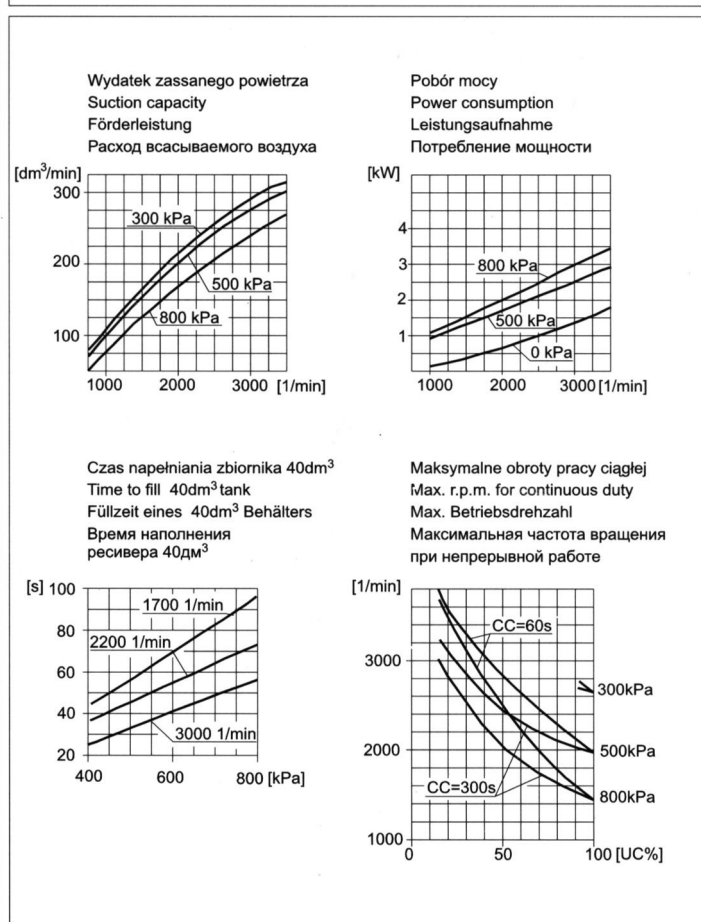 Wydatek zassanego powietrza
Suction capacity
Förderleistung
Расход всасываемого воздуха
[dm³/min]
300
200
100
300 kPa
500 kPa
800 kPa
1000 2000 3000 [1/min]
Pobór mocy
Power consumption
Leistungsaufnahme
Потребление мощности
[kW]
4
3
2
1
800 kPa
500 kPa
0 kPa
1000 2000 3000 [1/min]
Czas napełniania zbiornika 40dm³
Time to fill 40dm³ tank
Füllzeit eines 40dm³ Behälters
Время наполнения
ресивера 40дм³
[s] 100
80
60
40
20
1700 1/min
2200 1/min
3000 1/min
400 600 800 [kPa]
Maksymalne obroty pracy ciągłej
Max. r.p.m. for continuous duty
Max. Betriebsdrehzahl
Максимальная частота вращения
при непрерывной работе
[1/min]
3000
2000
1000
CC=60s
CC=300s
300kPa
500kPa
800kPa
0 50 100 [UC%]